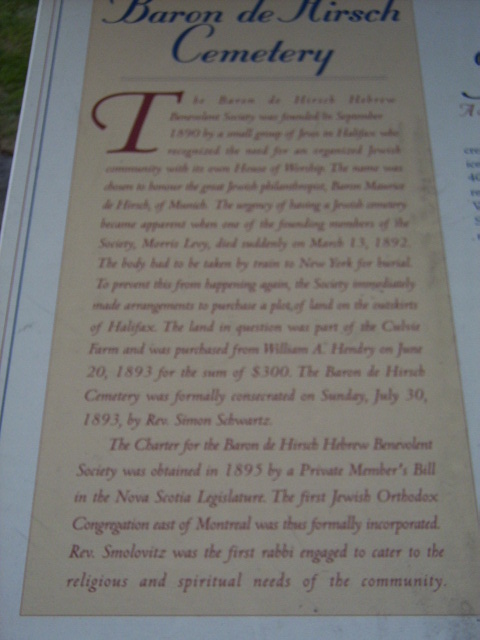 Baron de Hirsch
Cemetery
The Baron de Hirsch Hebrew
Benevolent Society was founded in September
1890 by a small group of Jews in Halifax who
recognized the need for an organized Jewish
community with its own House of Worship. The name was
chosen to honour the great Jewish philanthropist, Baron Maurice
de Hirsch, of Munich. The urgency of having a Jewish cemetery
became apparent when one of the founding members of the
Society, Morris Levy, died suddenly on March 13, 1892.
The body had to be taken by train to New York for burial.
To prevent this from happening again, the Society immediately
made arrangements to purchase a plot of land on the outskirts
of Halifax. The land in question was part of the Culvie
Farm and was purchased from William A. Hendry on June
20, 1893 for the sum of $300. The Baron de Hirsch
Cemetery was formally consecrated on Sunday, July 30,
1893, by Rev. Simon Schwartz.
The Charter for the Baron de Hirsch Hebrew Benevolent
Society was obtained in 1895 by a Private Member's Bill
in the Nova Scotia Legislature. The first Jewish Orthodox
Congregation east of Montreal was thus formally incorporated.
Rev. Smolovitz was the first rabbi engaged to cater to the
religious and spiritual needs of the community.